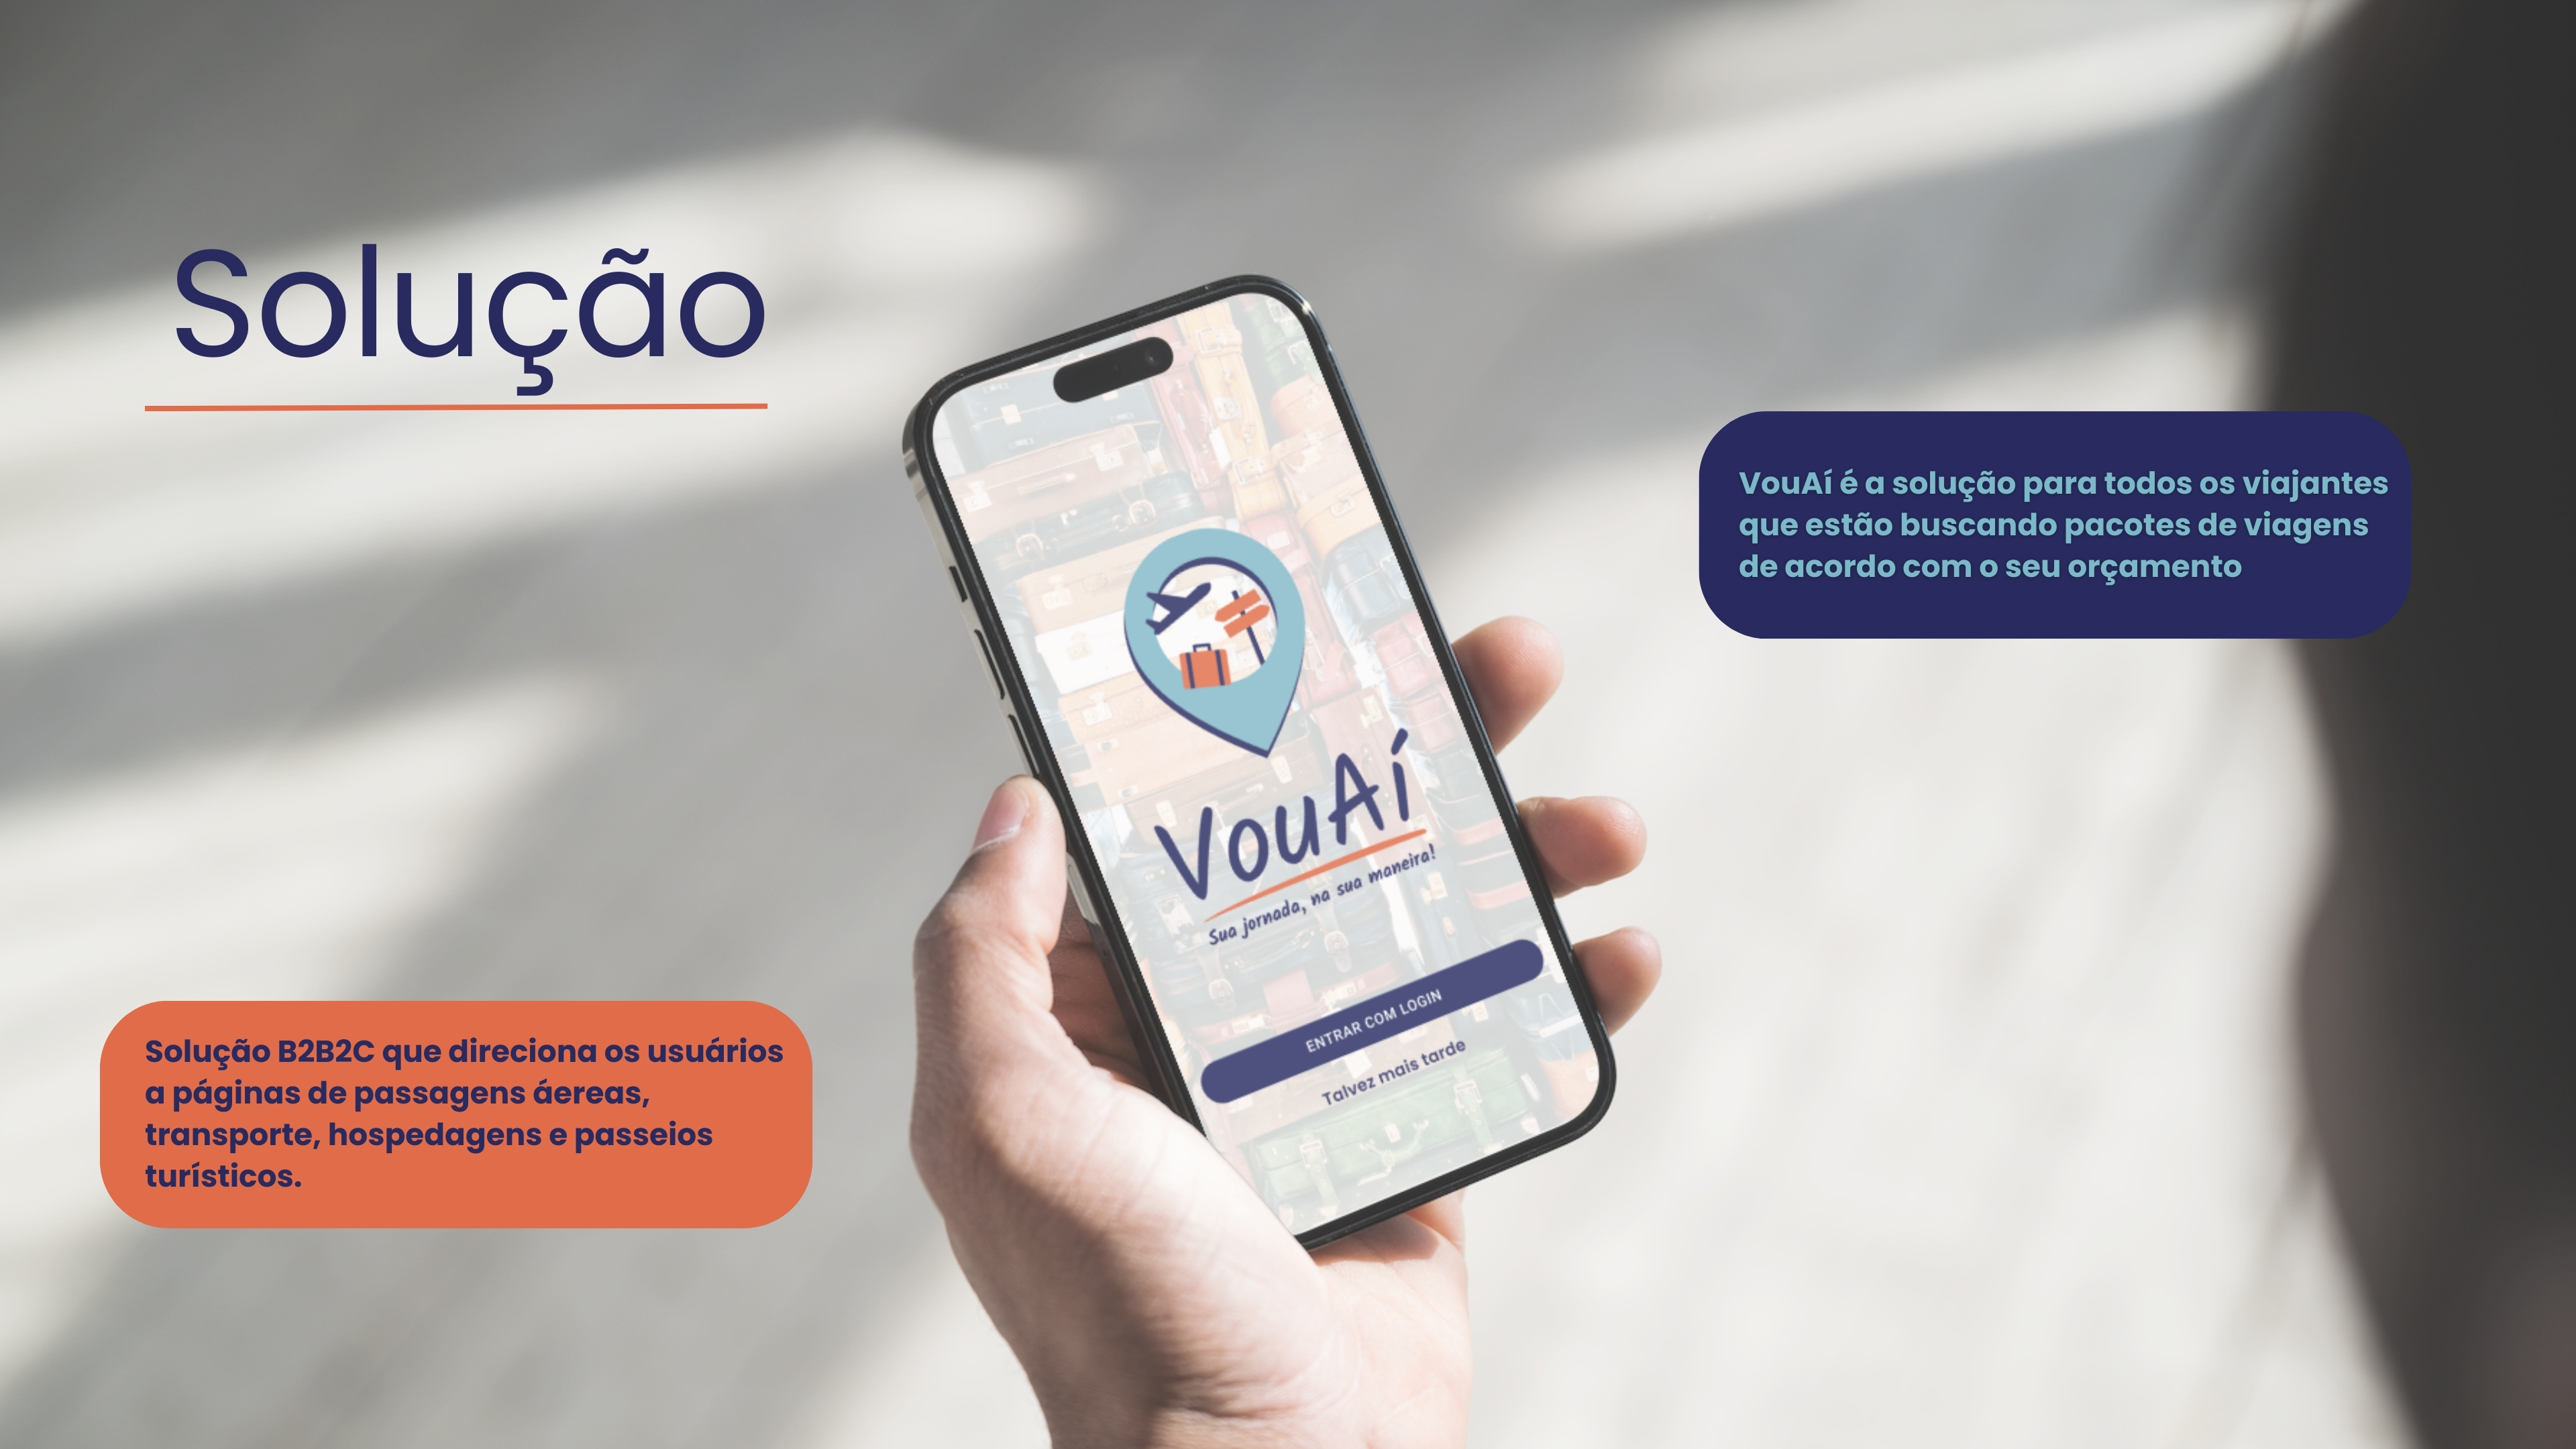 Solução
VouAí é a solução para todos os viajantes
que estão buscando pacotes de viagens
de acordo com o seu orçamento
VouAí
Sua jornada, na sua maneira!
ENTRAR COM LOGIN
Talvez mais tarde
Solução B2B2C que direciona os usuários
a páginas de passagens áereas,
transporte, hospedagens e passeios
turísticos.